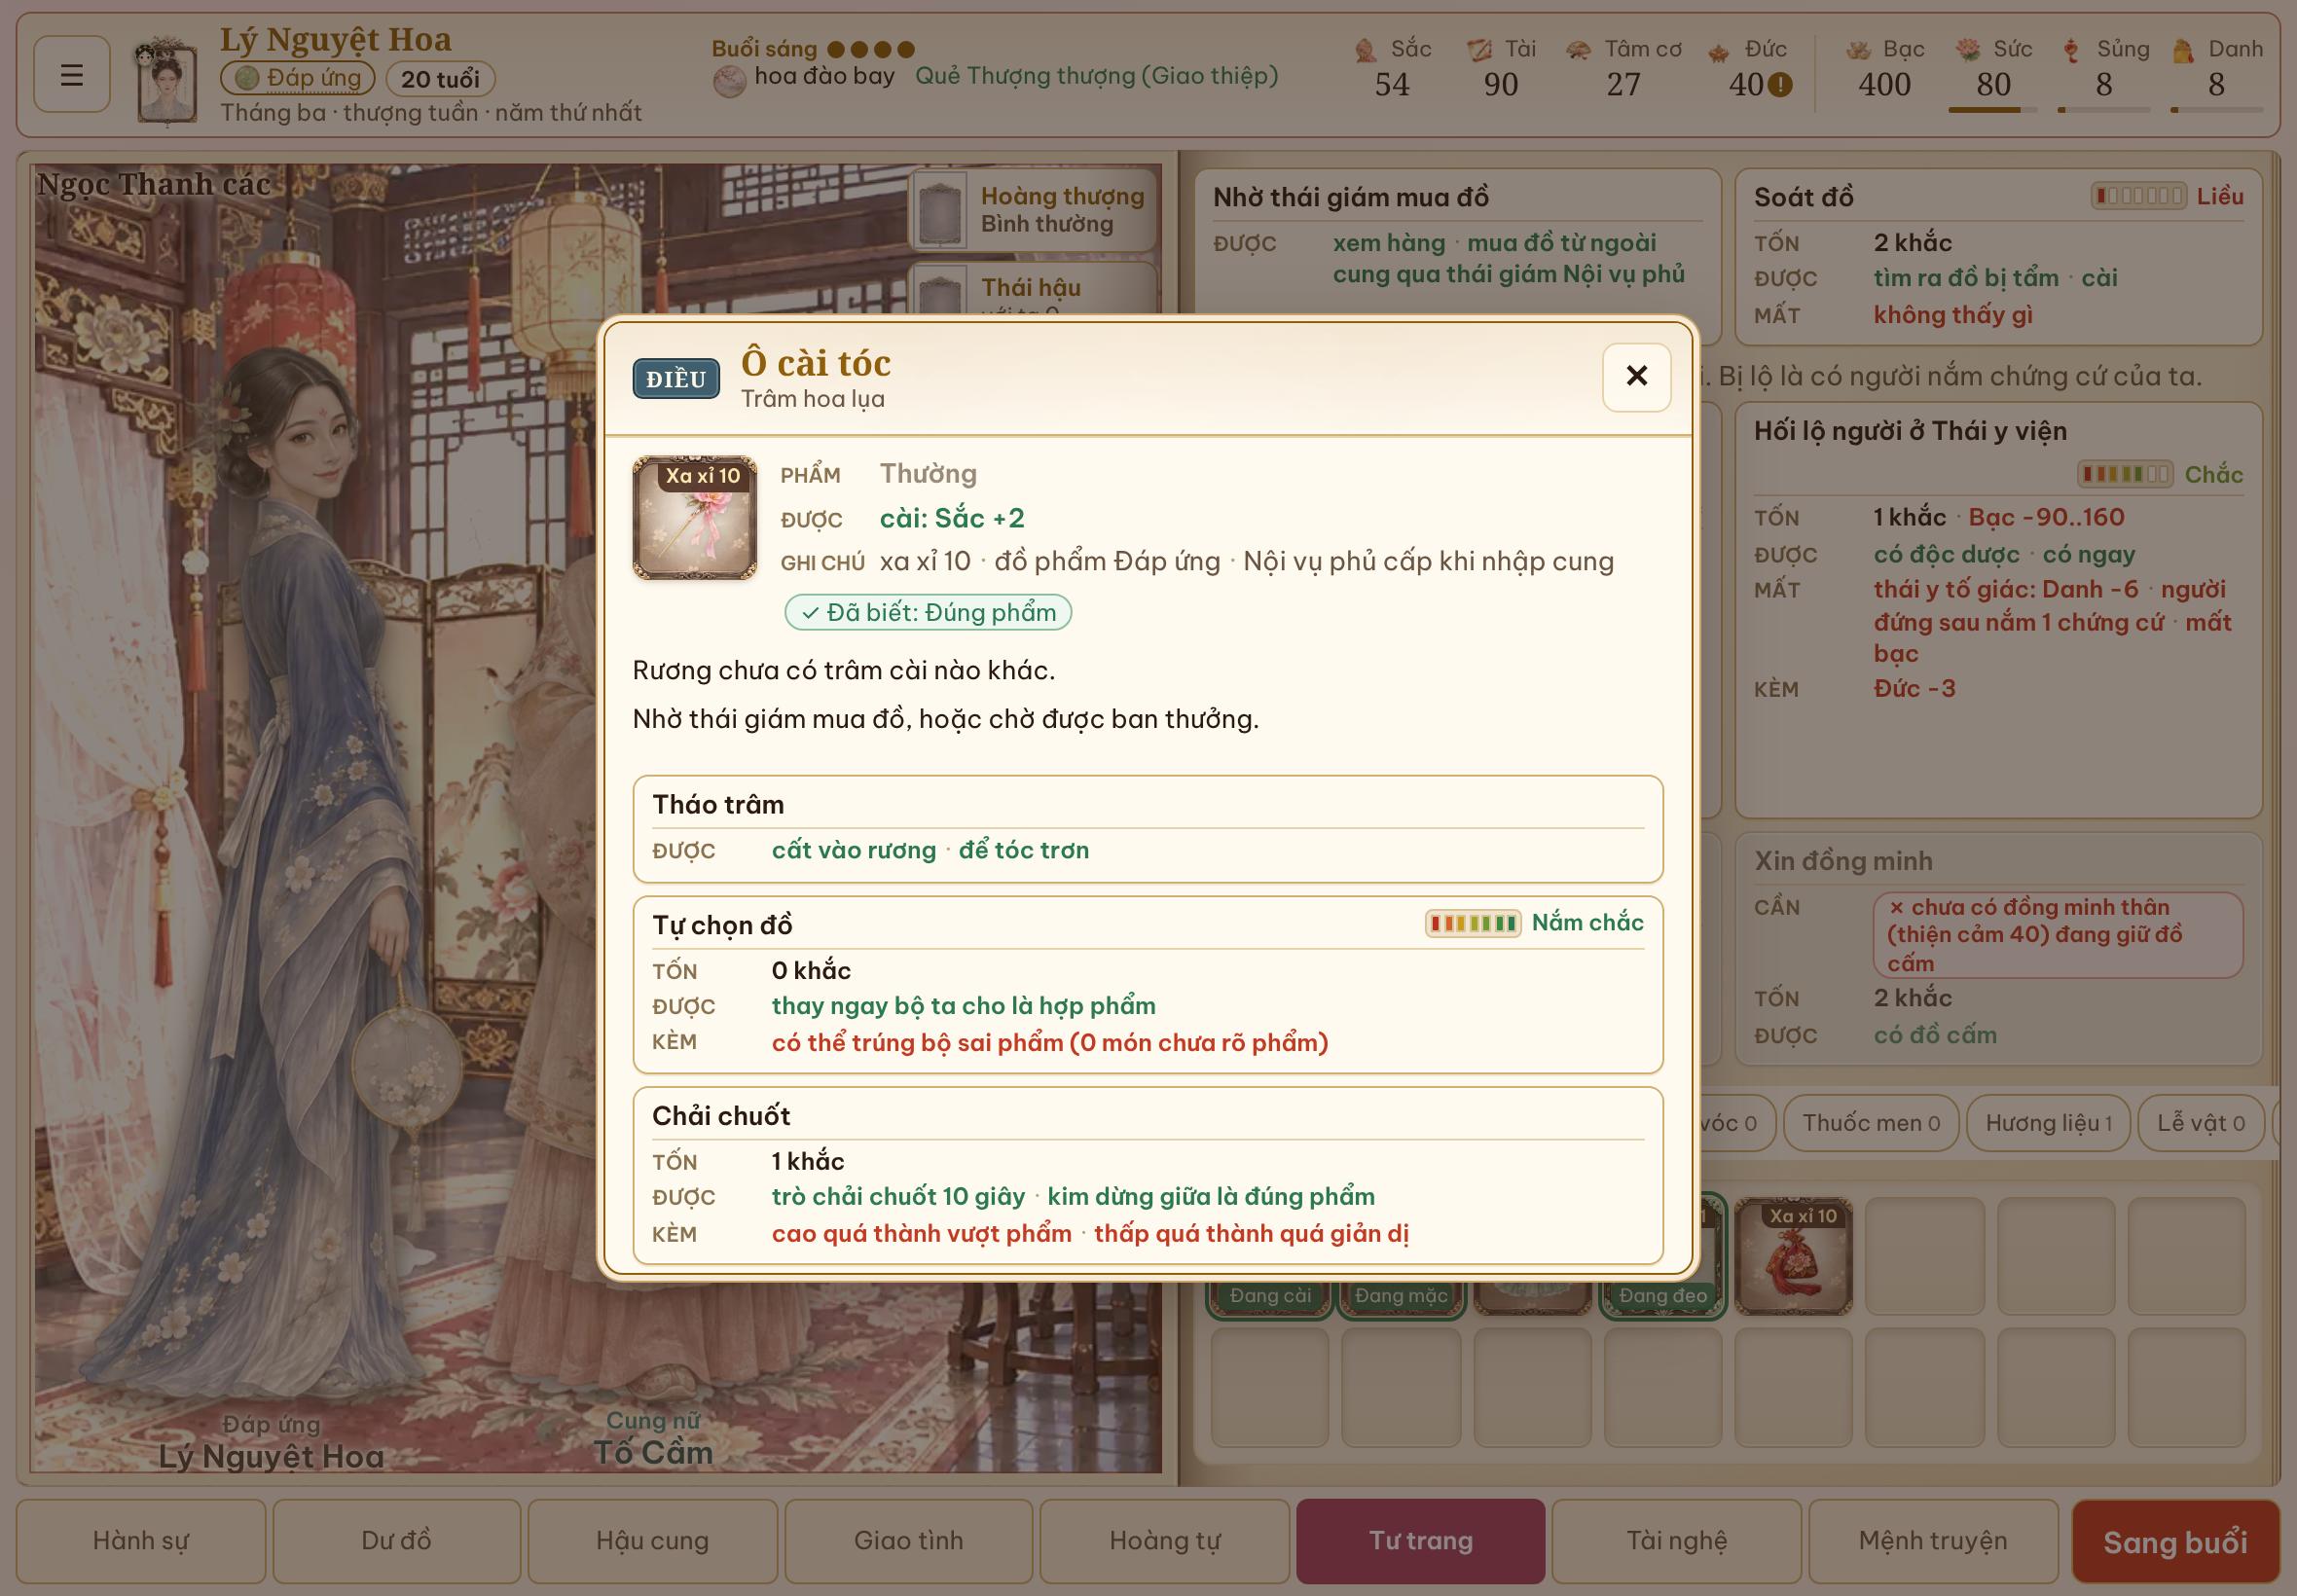 Lý Nguyệt Hoa
Đáp ứng
20 tuổi
Tháng ba · thượng tuần · năm thứ nhất
Buổi sáng
hoa đào bay
Quẻ Thượng thượng (Giao thiệp)
Sắc
54
Tài
90
Tâm cơ
27
Đức
40
!
Bạc
400
Sức
80
Sủng
8
Danh
8
Ngọc Thanh các
Hoàng thượng
Bình thường
Thái hậu
Nhờ thái giám mua đồ
ĐƯỢC xem hàng · mua đồ từ ngoài
cung qua thái giám Nội vụ phủ
Soát đồ
Liều
TỐN 2 khắc
ĐƯỢC tìm ra đồ bị tẩm · cài
MẤT không thấy gì
Bị lộ là có người nắm chứng cứ của ta.
Hối lộ người ở Thái y viện
Chắc
TỐN 1 khắc · Bạc -90..160
ĐƯỢC có độc dược · có ngay
MẤT thái y tố giác: Danh -6 · người
đứng sau nắm 1 chứng cứ · mất
bạc
KÈM Đức -3
Xin đồng minh
CẦN × chưa có đồng minh thân
(thiện cảm 40) đang giữ đồ
cấm
TỐN 2 khắc
ĐƯỢC có đồ cấm
ĐIỀU
Ô cài tóc
Trâm hoa lụa
×
Xa xỉ 10
PHẨM Thường
ĐƯỢC cài: Sắc +2
GHI CHÚ xa xỉ 10 · đồ phẩm Đáp ứng · Nội vụ phủ cấp khi nhập cung
✓ Đã biết: Đúng phẩm
Rương chưa có trâm cài nào khác.
Nhờ thái giám mua đồ, hoặc chờ được ban thưởng.
Tháo trâm
ĐƯỢC cất vào rương · để tóc trơn
Tự chọn đồ
Nắm chắc
TỐN 0 khắc
ĐƯỢC thay ngay bộ ta cho là hợp phẩm
KÈM có thể trúng bộ sai phẩm (0 món chưa rõ phẩm)
Chải chuốt
TỐN 1 khắc
ĐƯỢC trò chải chuốt 10 giây · kim dừng giữa là đúng phẩm
KÈM cao quá thành vượt phẩm · thấp quá thành quá giản dị
vóc 0
Thuốc men 0
Hương liệu 1
Lễ vật 0
Xa xỉ 10
Đang cài
Đang mặc
Đang đeo
Đáp ứng
Lý Nguyệt Hoa
Cung nữ
Tố Cầm
Hành sự
Dư đồ
Hậu cung
Giao tình
Hoàng tự
Tư trang
Tài nghệ
Mệnh truyện
Sang buổi